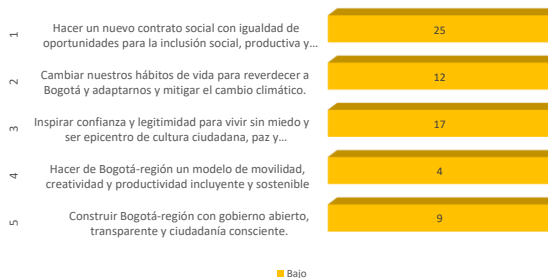 1
Hacer un nuevo contrato social con igualdad de
oportunidades para la inclusión social, productiva y…
25
2
Cambiar nuestros hábitos de vida para reverdecer a
Bogotá y adaptarnos y mitigar el cambio climático.
12
3
Inspirar confianza y legitimidad para vivir sin miedo y
ser epicentro de cultura ciudadana, paz y…
17
4
Hacer de Bogotá-región un modelo de movilidad,
creatividad y productividad incluyente y sostenible
4
5
Construir Bogotá-región con gobierno abierto,
transparente y ciudadanía consciente.
9
Bajo